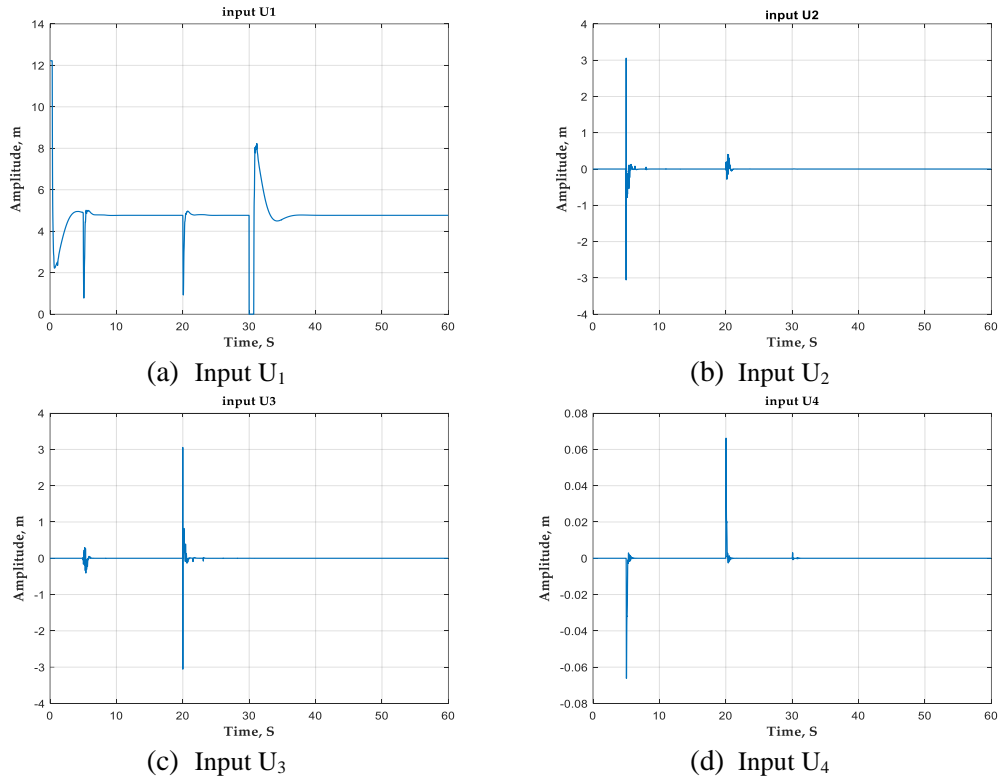 input U1
14
12
10
8
6
4
2
0
0 10 20 30 40 50 60
Amplitude, m
Time, S
(a) Input U₁
input U2
4
3
2
1
0
-1
-2
-3
-4
0 10 20 30 40 50 60
Amplitude, m
Time, S
(b) Input U₂
input U3
4
3
2
1
0
-1
-2
-3
-4
0 10 20 30 40 50 60
Amplitude, m
Time, S
(c) Input U₃
input U4
0.08
0.06
0.04
0.02
0
-0.02
-0.04
-0.06
-0.08
0 10 20 30 40 50 60
Amplitude, m
Time, S
(d) Input U₄